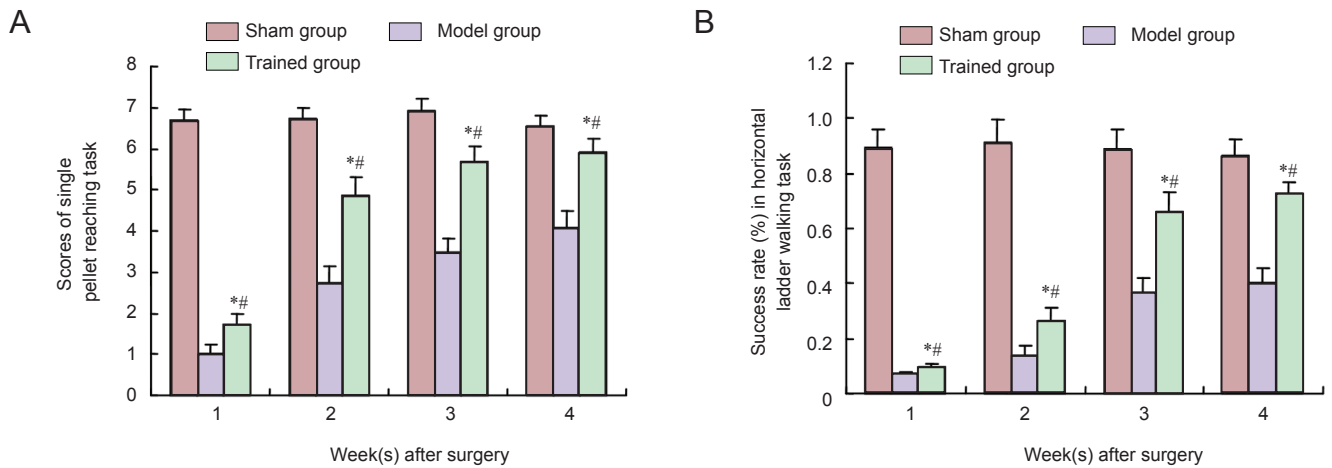 A
Sham group
Model group
Trained group
Scores of single
pellet reaching task
8
7
6
5
4
3
2
1
0
*#
*#
*#
*#
1
2
3
4
Week(s) after surgery
B
Sham group
Model group
Trained group
Success rate (%) in horizontal
ladder walking task
1.2
1.0
0.8
0.6
0.4
0.2
0
*#
*#
*#
*#
1
2
3
4
Week(s) after surgery